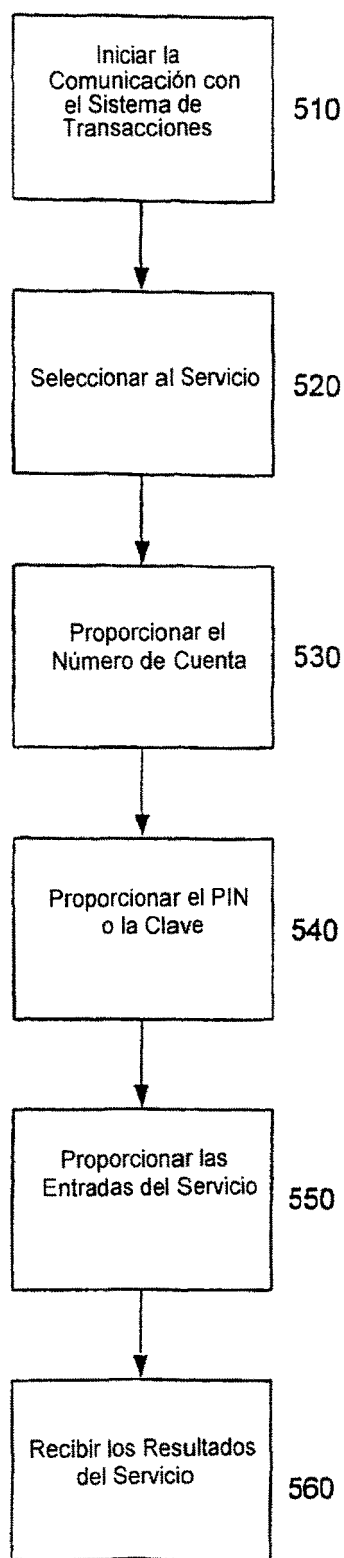 Iniciar la
Comunicación con
el Sistema de
Transacciones
510
Seleccionar al Servicio
520
Proporcionar el
Número de Cuenta
530
Proporcionar el PIN
o la Clave
540
Proporcionar las
Entradas del Servicio
550
Recibir los Resultados
del Servicio
560